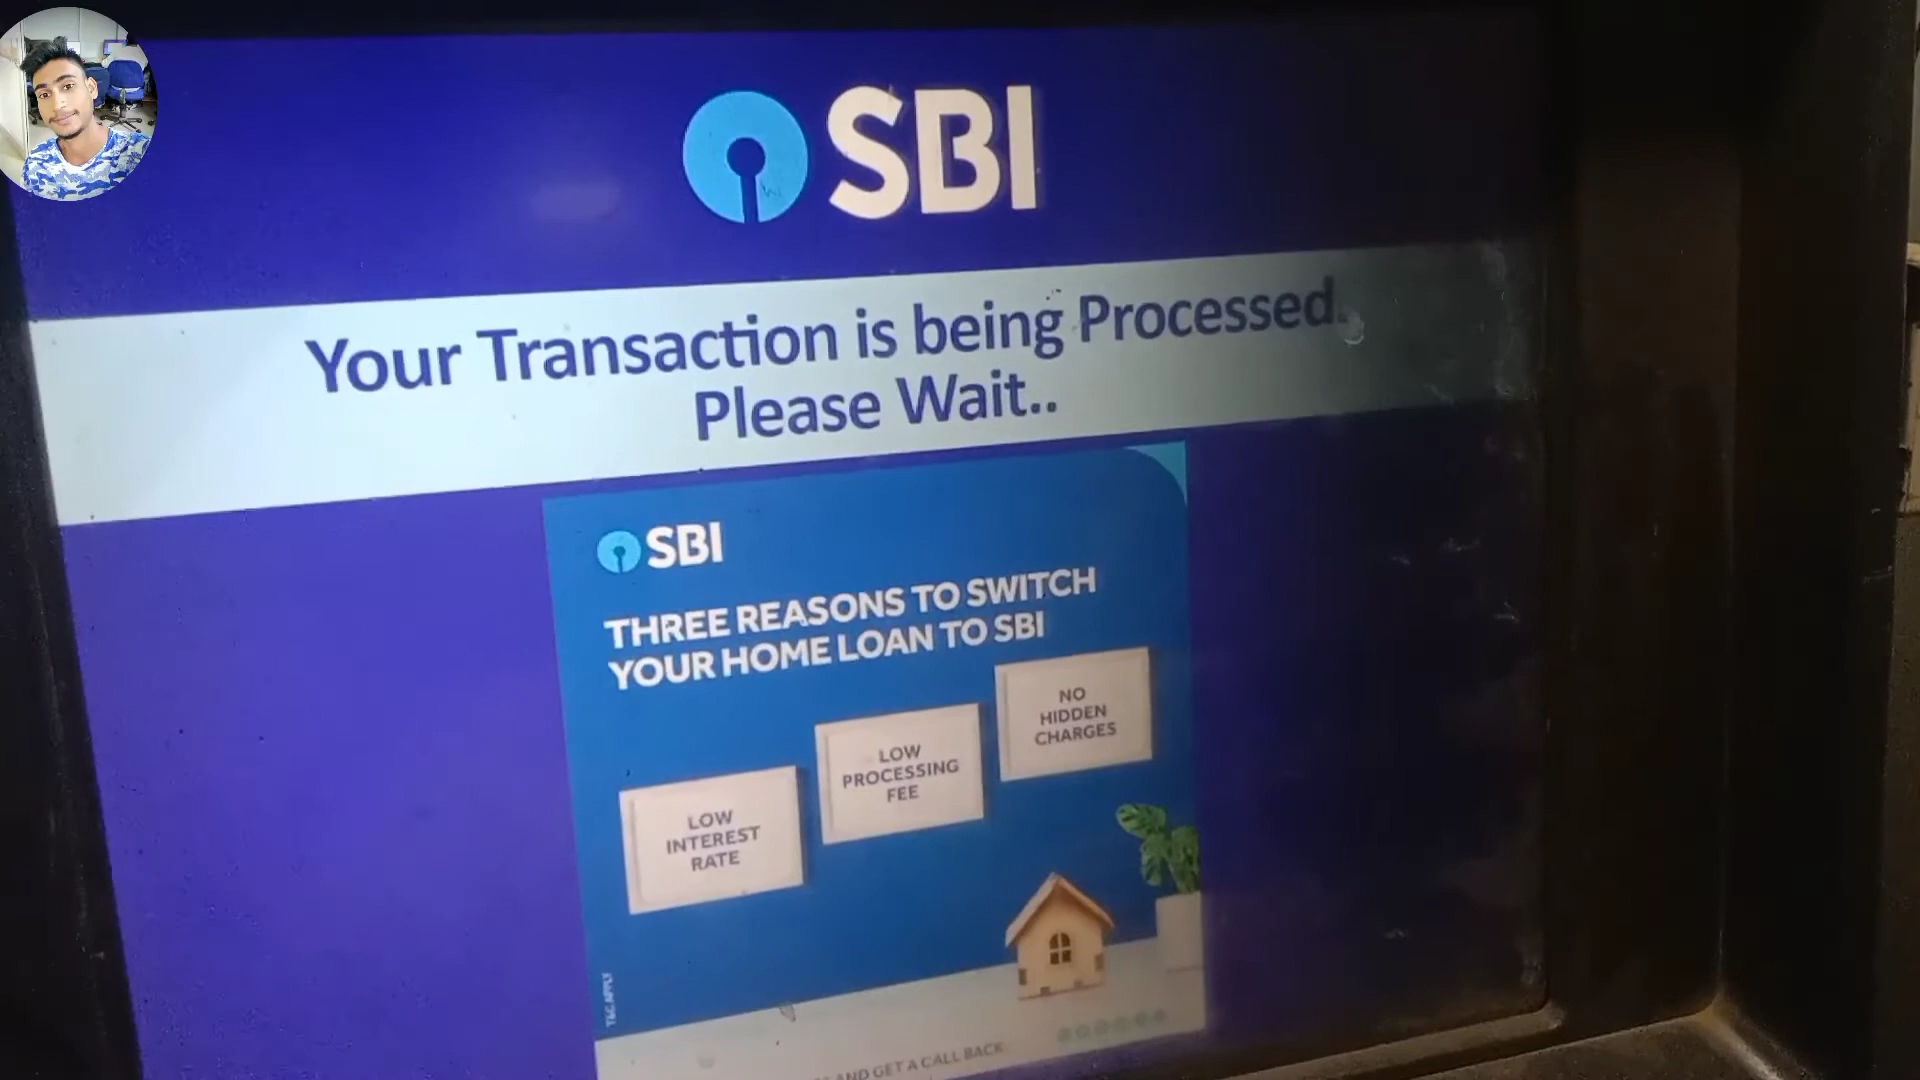 SBI
Your Transaction is being Processed.
Please Wait..
SBI
THREE REASONS TO SWITCH
YOUR HOME LOAN TO SBI
NO
HIDDEN
CHARGES
LOW
PROCESSING
FEE
LOW
INTEREST
RATE
T&C APPLY
AND GET A CALL BACK